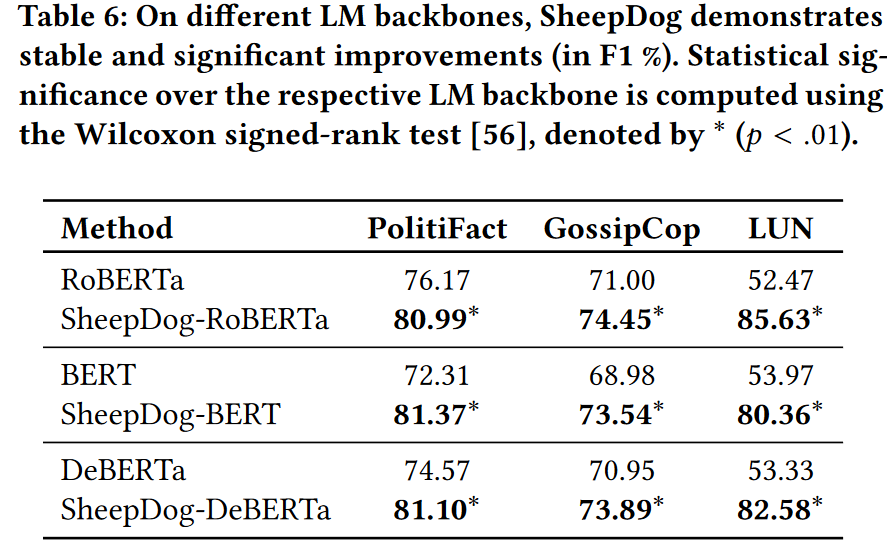 Table 6: On different LM backbones, SheepDog demonstrates
stable and significant improvements (in F1 %). Statistical sig-
nificance over the respective LM backbone is computed using
the Wilcoxon signed-rank test [56], denoted by * (p < .01).
Method PolitiFact GossipCop LUN
RoBERTa 76.17 71.00 52.47
SheepDog-RoBERTa 80.99* 74.45* 85.63*
BERT 72.31 68.98 53.97
SheepDog-BERT 81.37* 73.54* 80.36*
DeBERTa 74.57 70.95 53.33
SheepDog-DeBERTa 81.10* 73.89* 82.58*